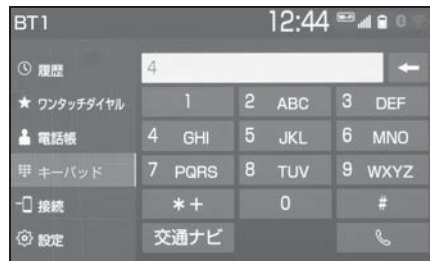 BT1 12:44 Wi-Fi
履歴 4
ワンタッチダイヤル 1 2 ABC 3 DEF
電話帳 4 GHI 5 JKL 6 MNO
キーパッド 7 PQRS 8 TUV 9 WXYZ
接続 *+ 0 #
設定 交通ナビ